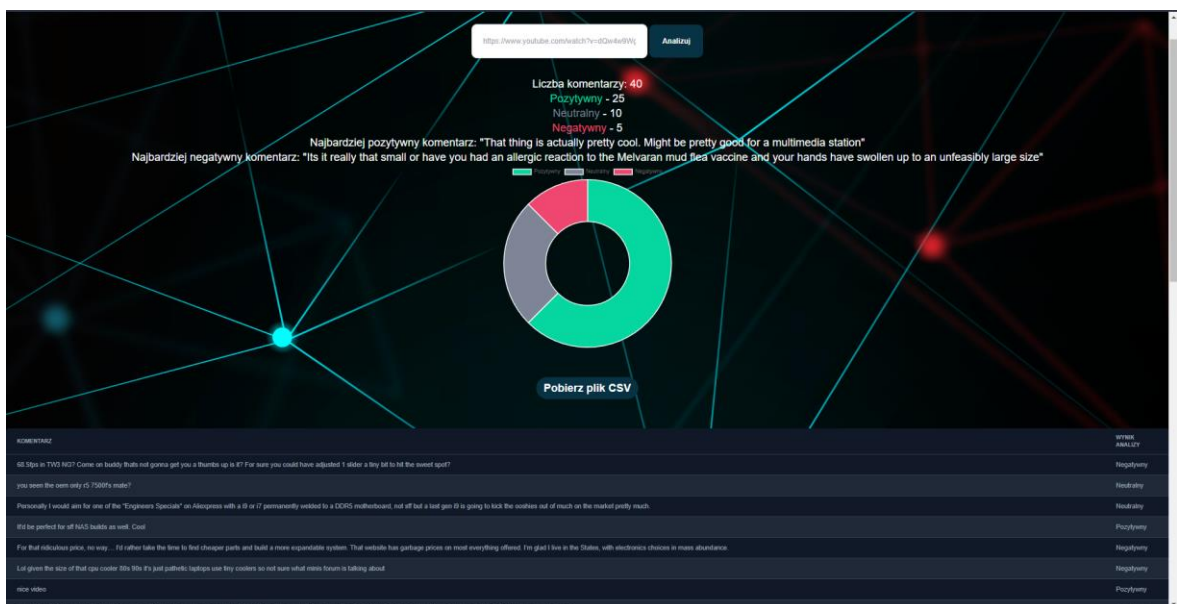 https://www.youtube.com/watch?v=dQw4w9Wg
Analizuj
Liczba komentarzy: 40
Pozytywny - 25
Neutralny - 10
Negatywny - 5
Najbardziej pozytywny komentarz: "That thing is actually pretty cool. Might be pretty good for a multimedia station"
Najbardziej negatywny komentarz: "Its it really that small or have you had an allergic reaction to the Melvaran mud flea vaccine and your hands have swollen up to an unfeasibly large size"
Pozytywny Neutralny Negatywny
Pobierz plik CSV
KOMENTARZ WYNIK
ANALIZY
68.5fps in TW3 NG? Come on buddy thats not gonna get you a thumbs up is it? For sure you could have adjusted 1 slider a tiny bit to hit the sweet spot? Negatywny
you seen the oem only r5 7500f's mate? Neutralny
Personally I would aim for one of the "Engineers Specials" on Aliexpress with a i9 or i7 permanently welded to a DDR5 motherboard, not sff but a last gen i9 is going to kick the out of much on the market pretty much. Neutralny
It'd be perfect for sff NAS builds as well. Cool Pozytywny
For that ridiculous price, no way.... I'd rather take the time to find cheaper parts and build a more expandable system. That website has garbage prices on most everything offered. I'm glad I live in the States, with electronics choices in mass abundance. Negatywny
Lol given the size of that cpu cooler 80s 90s it's just pathetic laptops use tiny coolers so not sure what minis forum is talking about Negatywny
nice video Pozytywny